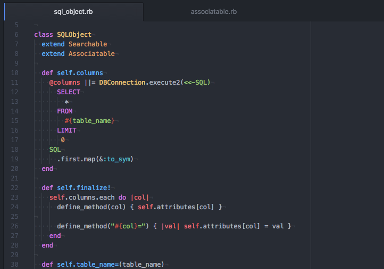 sql_object.rb
associatable.rb
5
6 class SQLObject
7 extend Searchable
8 extend Associatable
9
10 def self.columns
11 @columns ||= DBConnection.execute2(<<-SQL)
12 SELECT
13 *
14 FROM
15 #{table_name}
16 LIMIT
17 0
18 SQL
19 .first.map(&:to_sym)
20 end
21
22 def self.finalize!
23 self.columns.each do |col|
24 define_method(col) { self.attributes[col] }
25
26 define_method("#{col}=") { |val| self.attributes[col] = val }
27 end
28 end
29
30 def self.table_name=(table_name)